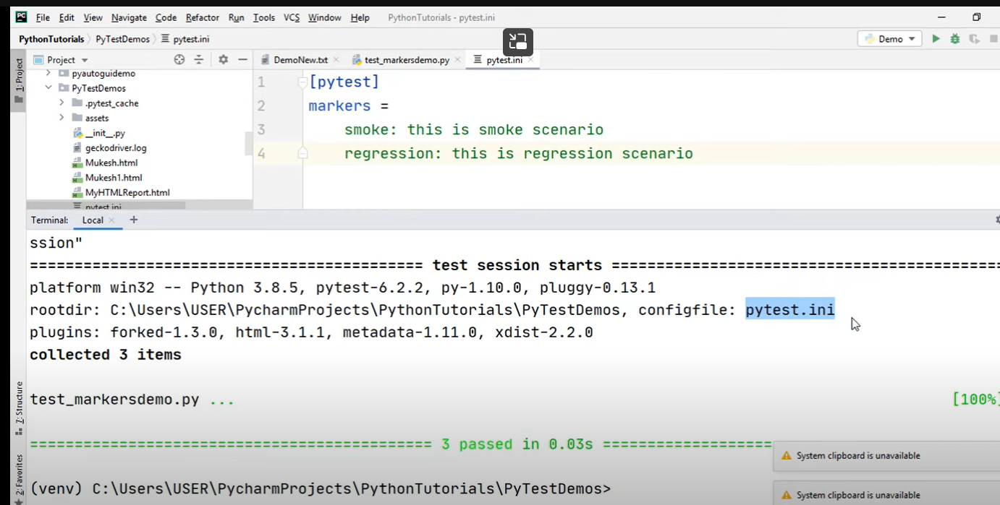 PC File Edit View Navigate Code Refactor Run Tools VCS Window Help PythonTutorials - pytest.ini
PythonTutorials PyTestDemos pytest.ini Demo
1: Project
Project DemoNew.txt test_markersdemo.py pytest.ini
pyautoguidemo
PyTestDemos
.pytest_cache
assets
__init__.py
geckodriver.log
Mukesh.html
Mukesh1.html
MyHTMLReport.html
pytest.ini
1 [pytest]
2 markers =
3 smoke: this is smoke scenario
4 regression: this is regression scenario
Terminal: Local +
ssion"
============================================ test session starts ============================================
platform win32 -- Python 3.8.5, pytest-6.2.2, py-1.10.0, pluggy-0.13.1
rootdir: C:\Users\USER\PycharmProjects\PythonTutorials\PyTestDemos, configfile: pytest.ini
plugins: forked-1.3.0, html-3.1.1, metadata-1.11.0, xdist-2.2.0
collected 3 items
test_markersdemo.py ... [100%]
============================================= 3 passed in 0.03s ===================
(venv) C:\Users\USER\PycharmProjects\PythonTutorials\PyTestDemos>
System clipboard is unavailable
System clipboard is unavailable
7: Structure
2: Favorites